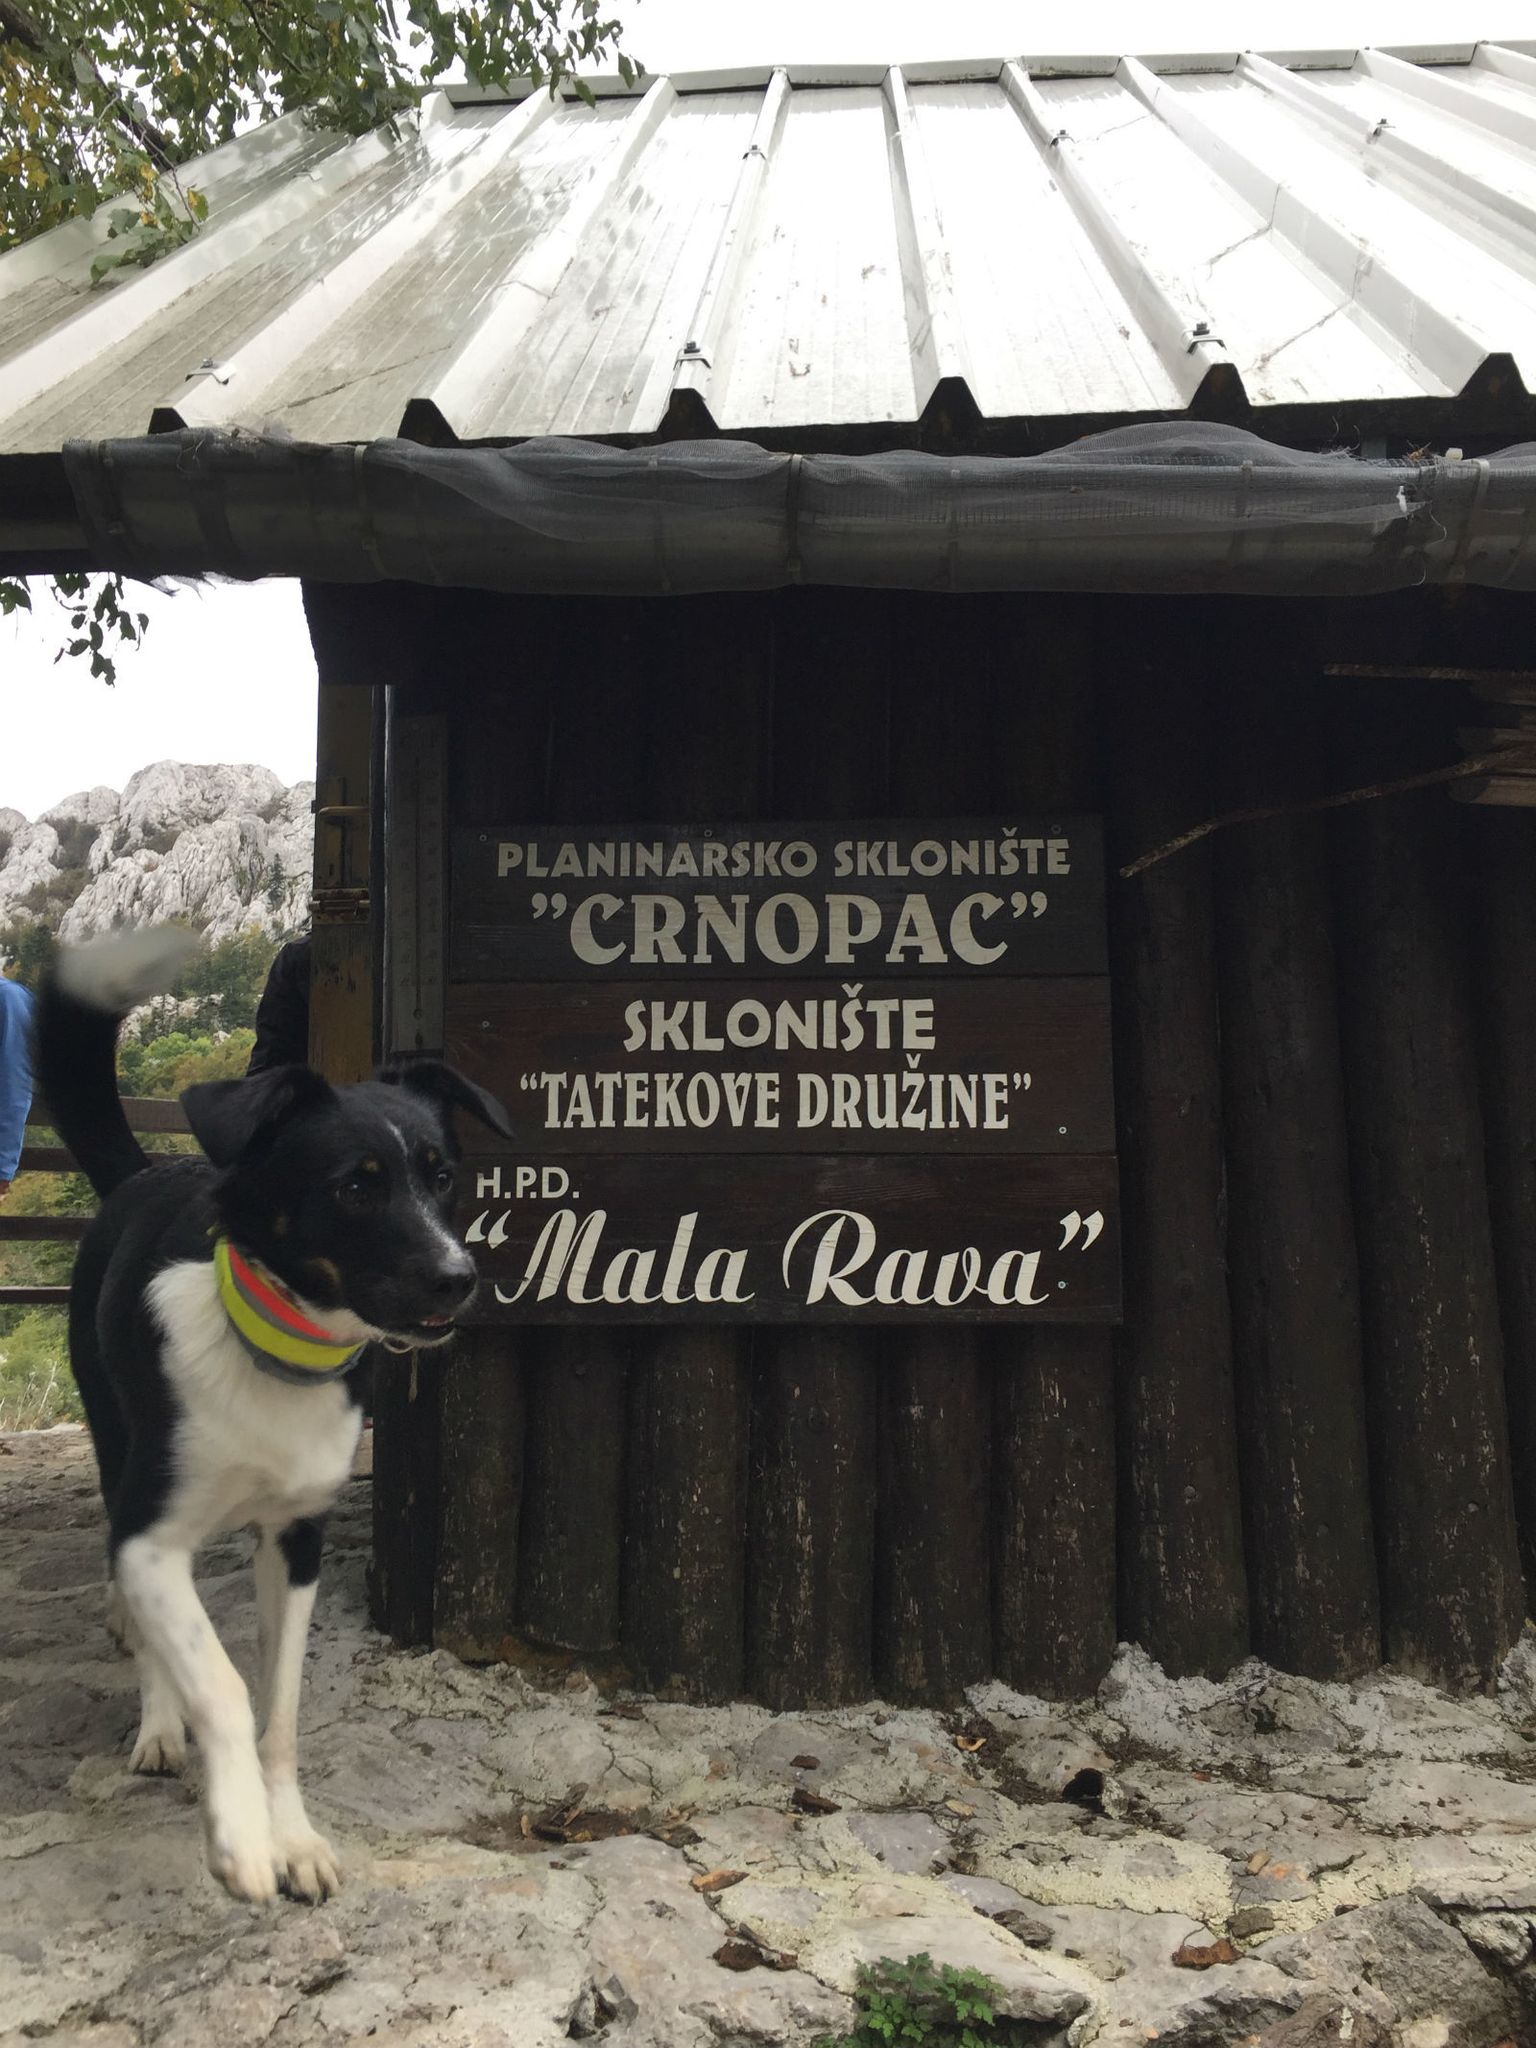 PLANINARSKO SKLONIŠTE
”CRNOPAC”
SKLONIŠTE
“TATEKOVE DRUŽINE”
H.P.D.
“Mala Rava”